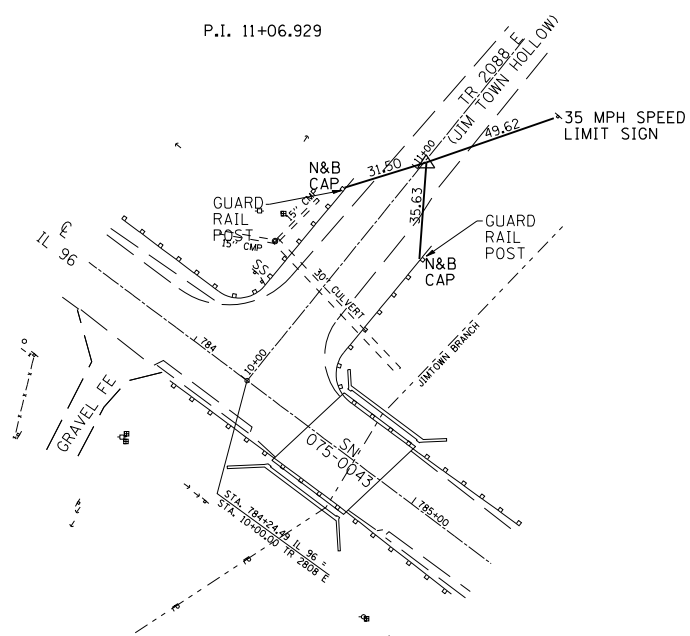 P.I. 11+06.929
TR 2088 E
(JIM TOWN HOLLOW)
35 MPH SPEED
LIMIT SIGN
49.62
11+00
31.50
N&B
CAP
GUARD
RAIL
POST
15" CMP
15" CMP
35.63
GUARD
RAIL
POST
N&B
CAP
℄
IL 96
SS
30" CULVERT
JIMTOWN BRANCH
784
10+00
GRAVEL FE
SN
075-0043
785+00
STA. 784+24.49 IL 96 =
STA. 10+00.00 TR 2808 E